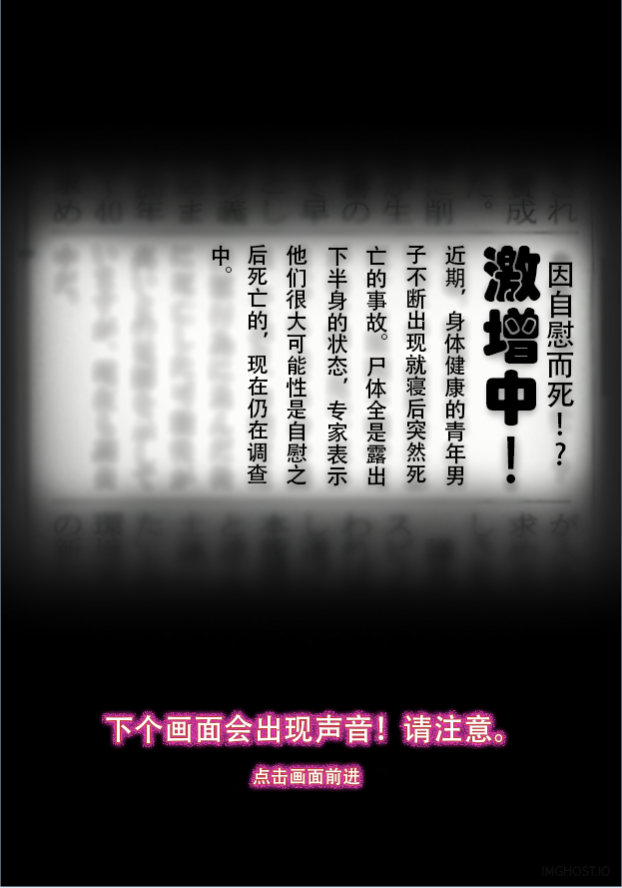 因自慰而死！？
激增中！
近期，身体健康的青年男
子不断出现就寝后突然死
亡的事故。尸体全是露出
下半身的状态，专家表示
他们很大可能性是自慰之
后死亡的，现在仍在调查
中。
下个画面会出现声音！请注意。
点击画面前进
IMGHOST.IO